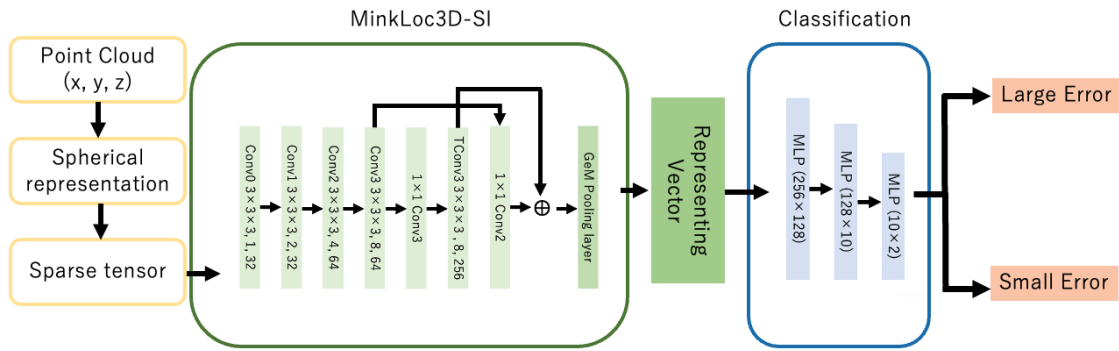 MinkLoc3D-SI
Classification
Point Cloud
(x, y, z)
Spherical
representation
Sparse tensor
Conv0 3×3×3, 1, 32
Conv1 3×3×3, 2, 32
Conv2 3×3×3, 4, 64
Conv3 3×3×3, 8, 64
1×1 Conv3
TConv3 3×3×3 , 8, 256
1×1 Conv2
⊕
GeM Pooling layer
Representing
Vector
MLP (256×128)
MLP (128×10)
MLP (10×2)
Large Error
Small Error